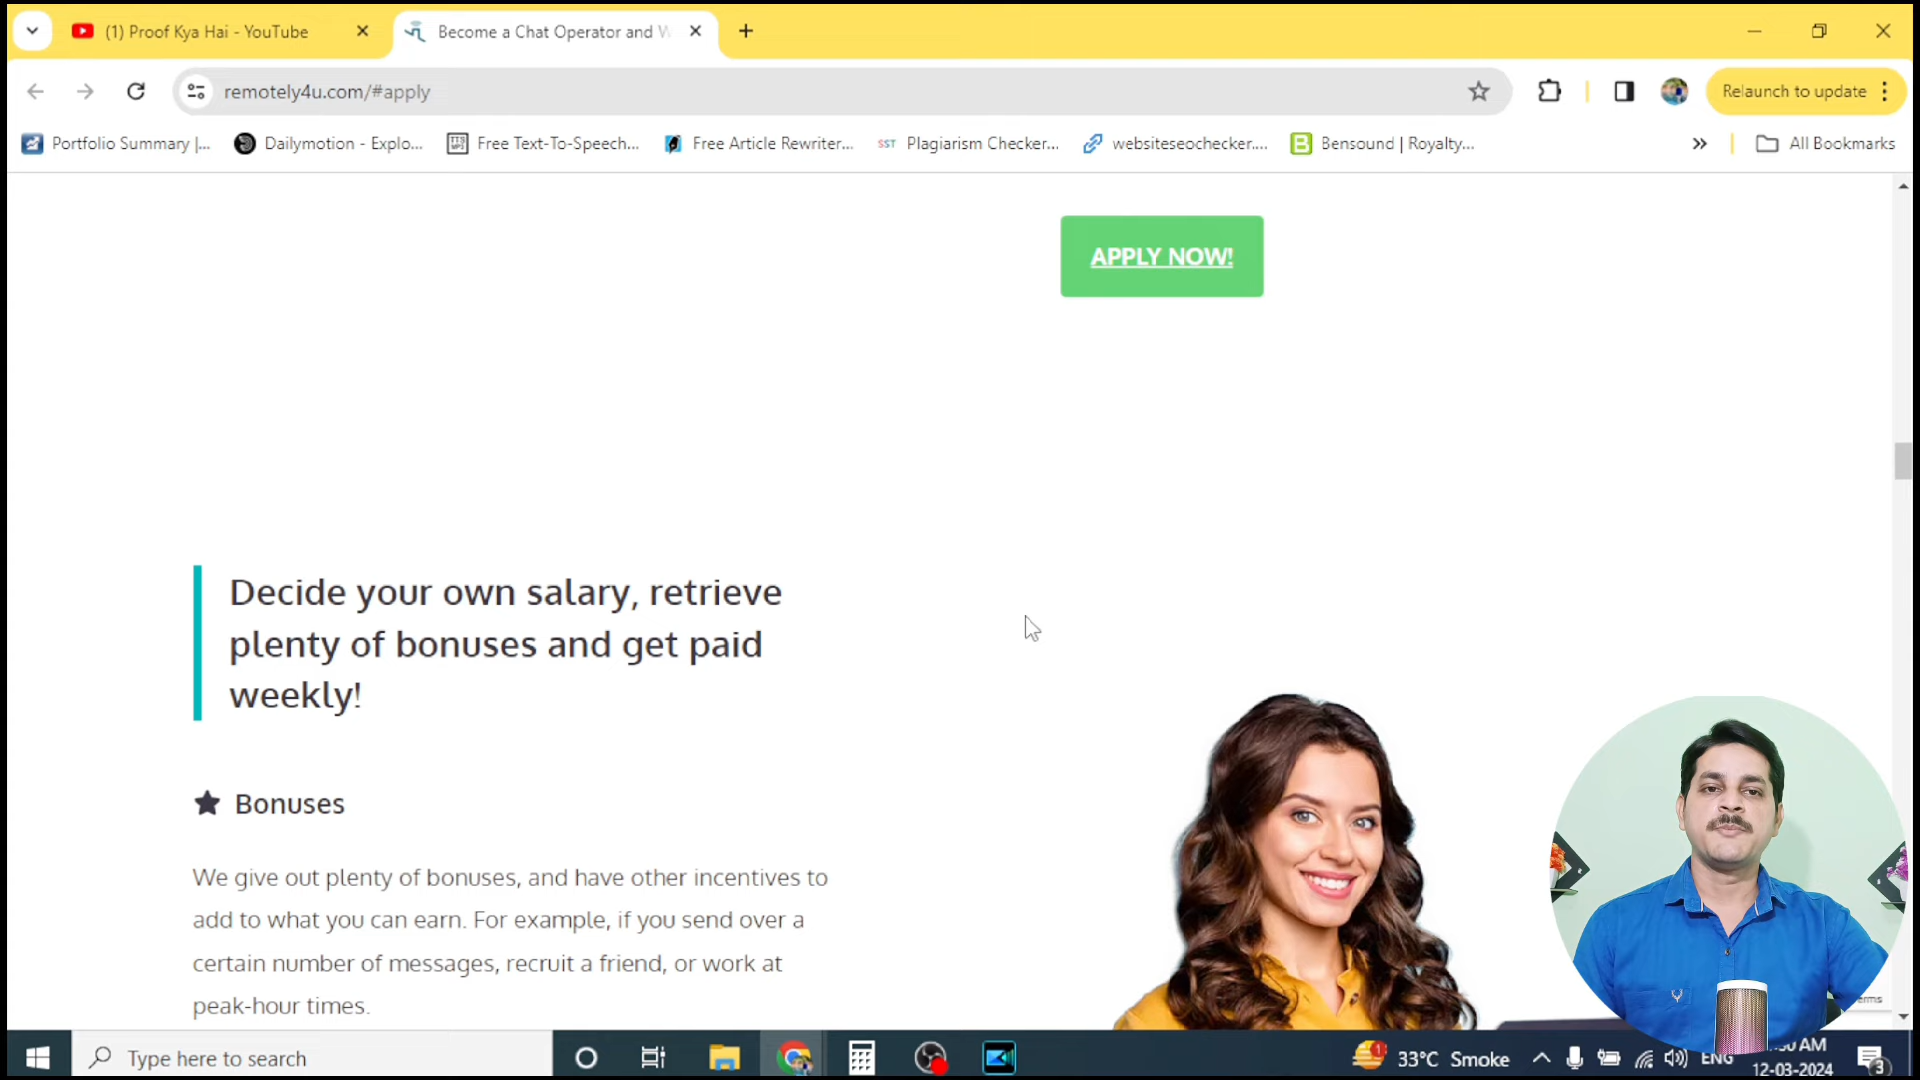 (1) Proof Kya Hai - YouTube
Become a Chat Operator and W
remotely4u.com/#apply
Relaunch to update
Portfolio Summary |...
Dailymotion - Explo...
Free Text-To-Speech...
Free Article Rewriter...
SST Plagiarism Checker...
websiteseochecker....
B Bensound | Royalty...
All Bookmarks
APPLY NOW!
Decide your own salary, retrieve
plenty of bonuses and get paid
weekly!
Bonuses
We give out plenty of bonuses, and have other incentives to
add to what you can earn. For example, if you send over a
certain number of messages, recruit a friend, or work at
peak-hour times.
Type here to search
33°C Smoke
ENG
12-03-2024
3